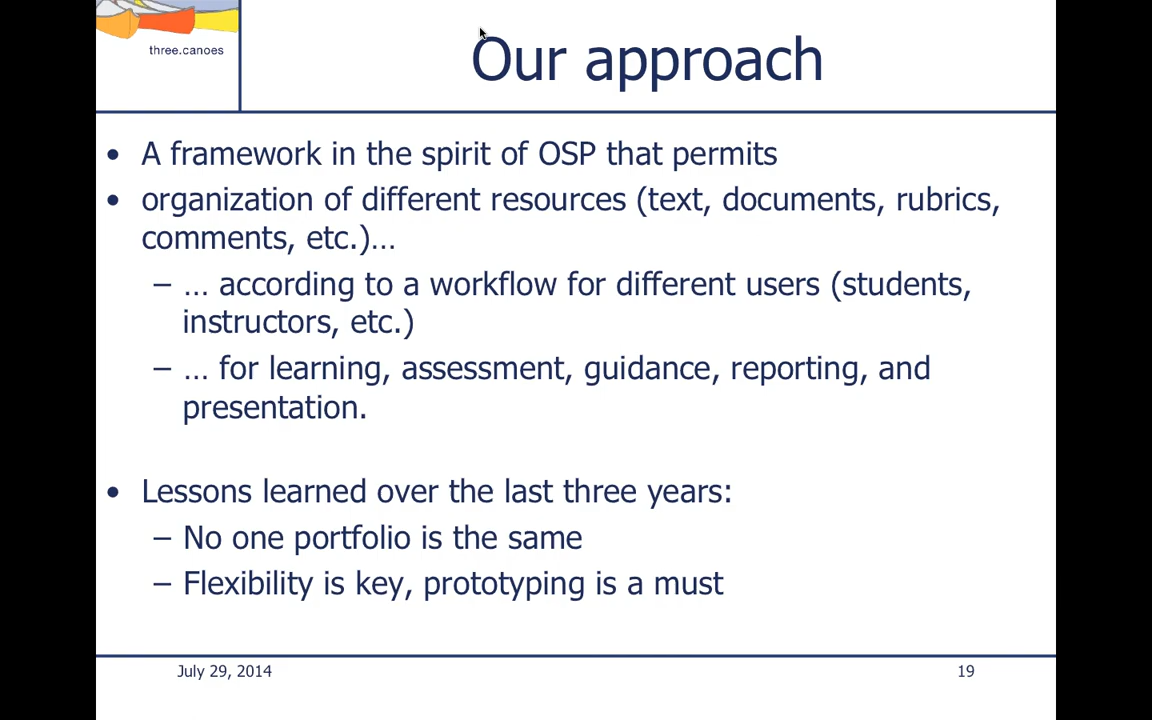 three.canoes
Our approach
• A framework in the spirit of OSP that permits
• organization of different resources (text, documents, rubrics,
comments, etc.)…
– … according to a workflow for different users (students,
instructors, etc.)
– … for learning, assessment, guidance, reporting, and
presentation.
• Lessons learned over the last three years:
– No one portfolio is the same
– Flexibility is key, prototyping is a must
July 29, 2014
19